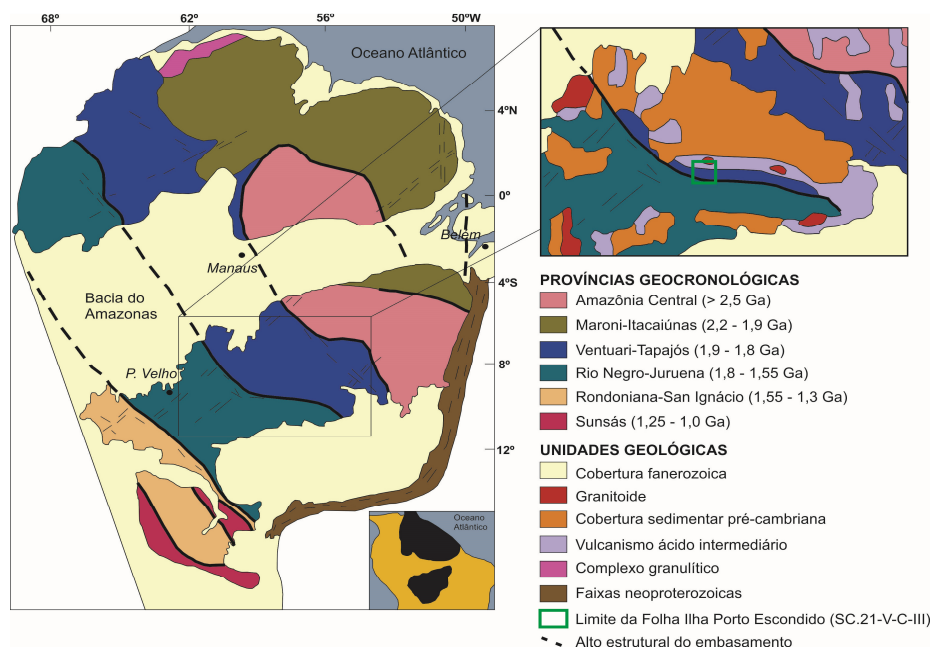 68º
62º
56º
50ºW
Oceano Atlântico
4ºN
0º
Belém
Manaus
4ºS
Bacia do
Amazonas
P. Velho
8º
12º
Oceano
Atlântico
PROVÍNCIAS GEOCRONOLÓGICAS
Amazônia Central (> 2,5 Ga)
Maroni-Itacaiúnas (2,2 - 1,9 Ga)
Ventuari-Tapajós (1,9 - 1,8 Ga)
Rio Negro-Juruena (1,8 - 1,55 Ga)
Rondoniana-San Ignácio (1,55 - 1,3 Ga)
Sunsás (1,25 - 1,0 Ga)
UNIDADES GEOLÓGICAS
Cobertura fanerozoica
Granitoide
Cobertura sedimentar pré-cambriana
Vulcanismo ácido intermediário
Complexo granulítico
Faixas neoproterozoicas
Limite da Folha Ilha Porto Escondido (SC.21-V-C-III)
Alto estrutural do embasamento